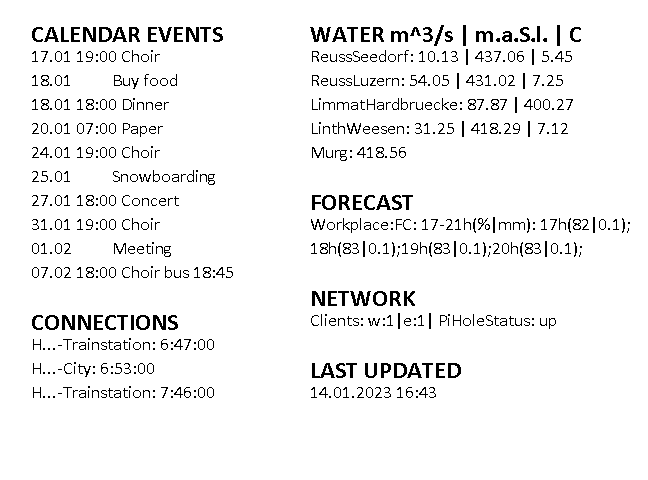 CALENDAR EVENTS
17.01 19:00 Choir
18.01 Buy food
18.01 18:00 Dinner
20.01 07:00 Paper
24.01 19:00 Choir
25.01 Snowboarding
27.01 18:00 Concert
31.01 19:00 Choir
01.02 Meeting
07.02 18:00 Choir bus 18:45
CONNECTIONS
H...-Trainstation: 6:47:00
H...-City: 6:53:00
H...-Trainstation: 7:46:00
WATER m^3/s | m.a.S.l. | C
ReussSeedorf: 10.13 | 437.06 | 5.45
ReussLuzern: 54.05 | 431.02 | 7.25
LimmatHardbruecke: 87.87 | 400.27
LinthWeesen: 31.25 | 418.29 | 7.12
Murg: 418.56
FORECAST
Workplace:FC: 17-21h(%|mm): 17h(82|0.1);
18h(83|0.1);19h(83|0.1);20h(83|0.1);
NETWORK
Clients: w:1|e:1| PiHoleStatus: up
LAST UPDATED
14.01.2023 16:43